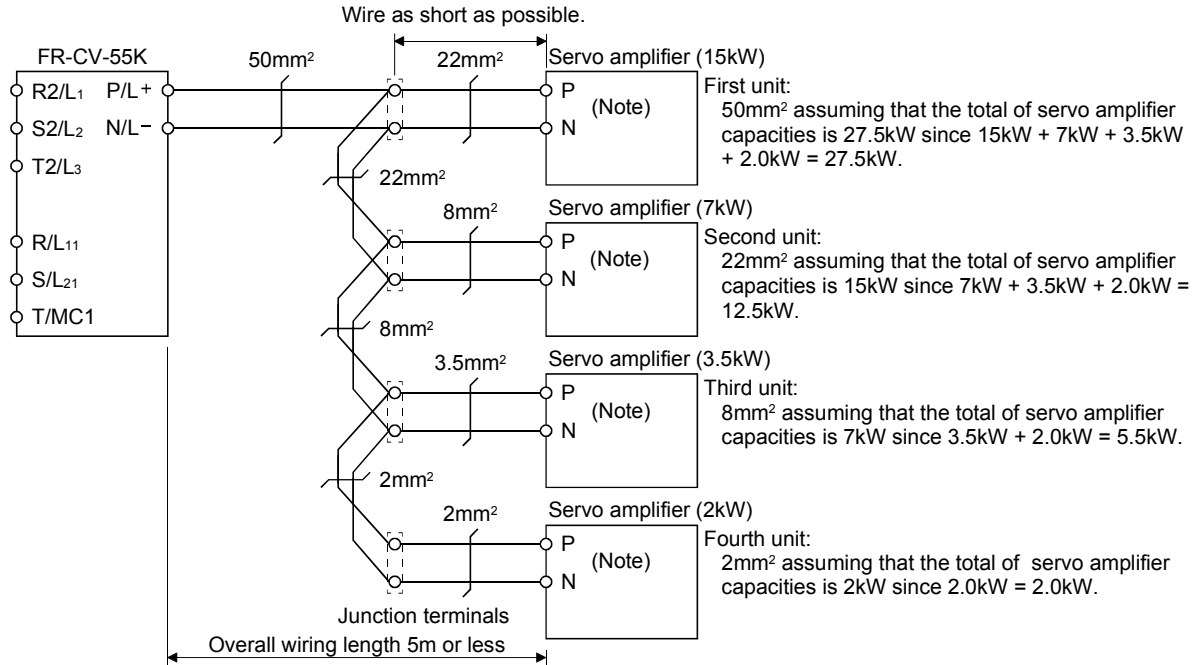 Wire as short as possible.
FR-CV-55K
50mm²
22mm²
Servo amplifier (15kW)
R2/L1 P/L+
S2/L2 N/L−
T2/L3
R/L11
S/L21
T/MC1
P
(Note)
N
First unit:
50mm² assuming that the total of servo amplifier
capacities is 27.5kW since 15kW + 7kW + 3.5kW
+ 2.0kW = 27.5kW.
22mm²
8mm²
Servo amplifier (7kW)
P
(Note)
N
Second unit:
22mm² assuming that the total of servo amplifier
capacities is 15kW since 7kW + 3.5kW + 2.0kW =
12.5kW.
8mm²
3.5mm²
Servo amplifier (3.5kW)
P
(Note)
N
Third unit:
8mm² assuming that the total of servo amplifier
capacities is 7kW since 3.5kW + 2.0kW = 5.5kW.
2mm²
2mm²
Servo amplifier (2kW)
P
(Note)
N
Fourth unit:
2mm² assuming that the total of servo amplifier
capacities is 2kW since 2.0kW = 2.0kW.
Junction terminals
Overall wiring length 5m or less